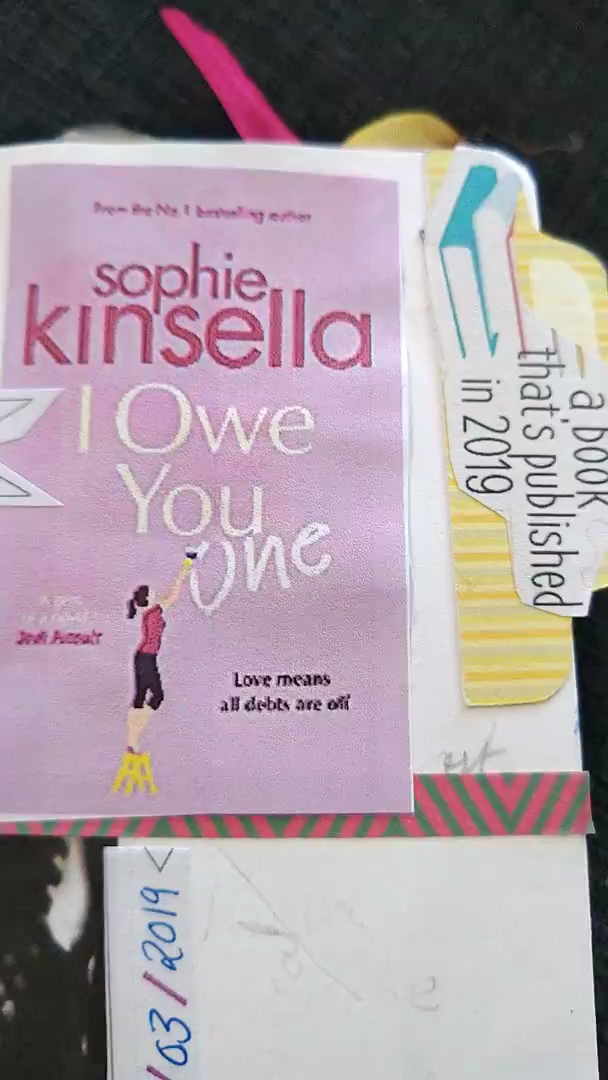 From the No.1 bestselling author
sophie
kinsella
I Owe
You
One
Love means
all debts are off
a book
that's published
in 2019
/03/2019